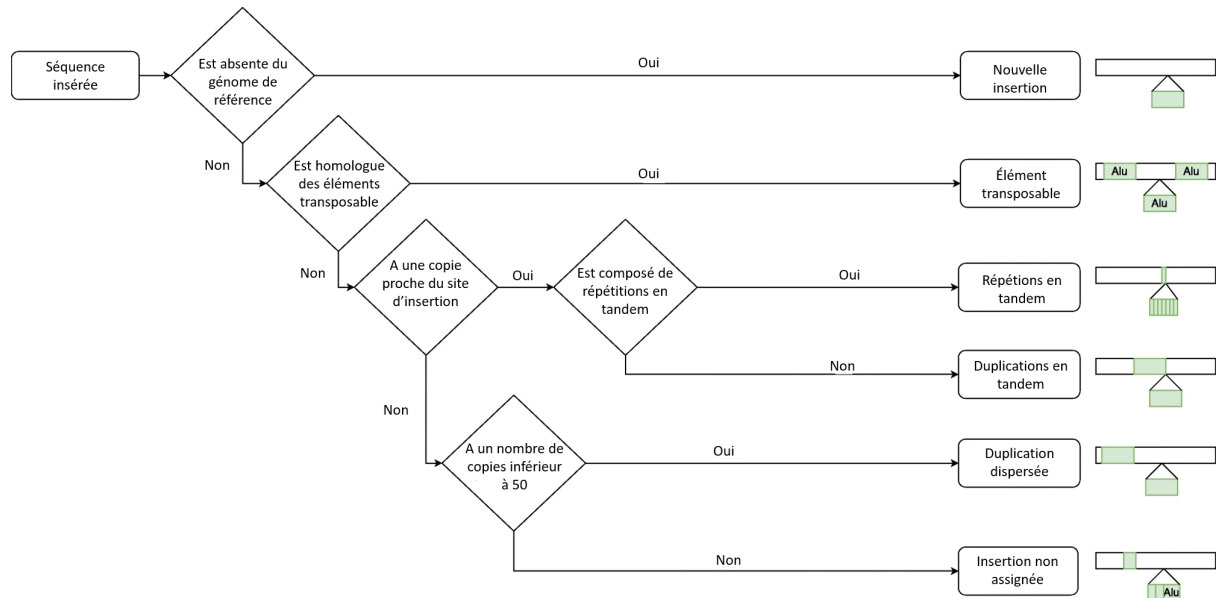 Séquence
insérée
Est absente du
génome de
référence
Oui
Nouvelle
insertion
Non
Est homologue
des éléments
transposable
Oui
Élément
transposable
Alu
Alu
Alu
Non
A une copie
proche du site
d'insertion
Oui
Est composé de
répétitions en
tandem
Oui
Répétions en
tandem
Non
Duplications en
tandem
Non
A un nombre de
copies inférieur
à 50
Oui
Duplication
dispersée
Non
Insertion non
assignée
Alu